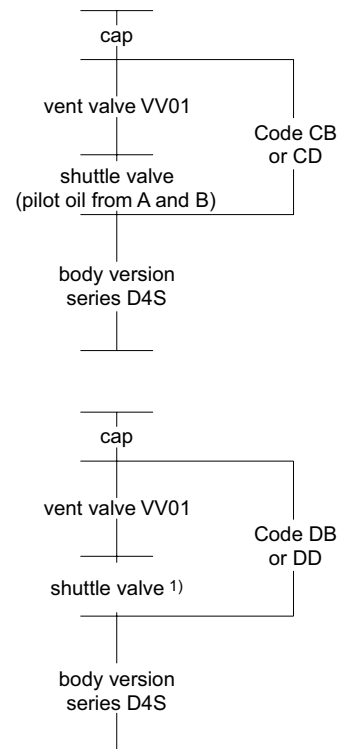 cap
vent valve VV01
Code CB
or CD
shuttle valve
(pilot oil from A and B)
body version
series D4S
cap
vent valve VV01
Code DB
or DD
shuttle valve 1)
body version
series D4S